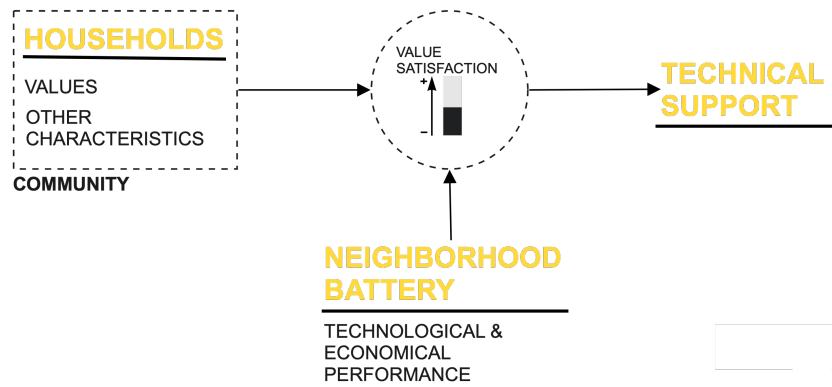 HOUSEHOLDS
VALUES
OTHER
CHARACTERISTICS
COMMUNITY
VALUE
SATISFACTION
+
–
TECHNICAL
SUPPORT
NEIGHBORHOOD
BATTERY
TECHNOLOGICAL &
ECONOMICAL
PERFORMANCE